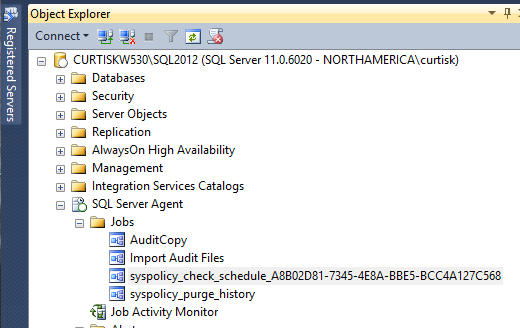 Object Explorer
Registered Servers
Connect
CURTISKW530\SQL2012 (SQL Server 11.0.6020 - NORTHAMERICA\curtisk)
Databases
Security
Server Objects
Replication
AlwaysOn High Availability
Management
Integration Services Catalogs
SQL Server Agent
Jobs
AuditCopy
Import Audit Files
syspolicy_check_schedule_A8B02D81-7345-4E8A-BBE5-BCC4A127C568
syspolicy_purge_history
Job Activity Monitor